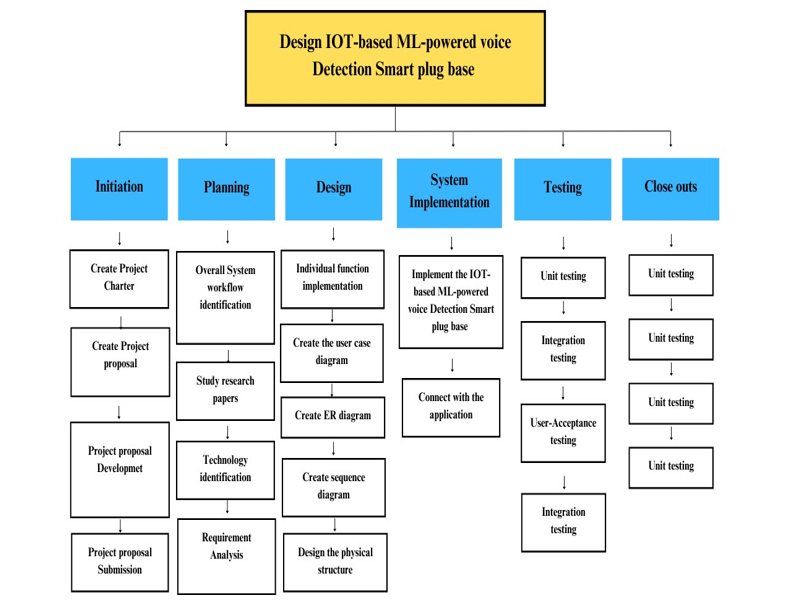 Design IOT-based ML-powered voice
Detection Smart plug base
Initiation
Planning
Design
System
Implementation
Testing
Close outs
Create Project
Charter
Create Project
proposal
Project proposal
Developmet
Project proposal
Submission
Overall System
workflow
identification
Study research
papers
Technology
identification
Requirement
Analysis
Individual function
implementation
Create the user case
diagram
Create ER diagram
Create sequence
diagram
Design the physical
structure
Implement the IOT-
based ML-powered
voice Detection Smart
plug base
Connect with the
application
Unit testing
Integration
testing
User-Acceptance
testing
Integration
testing
Unit testing
Unit testing
Unit testing
Unit testing